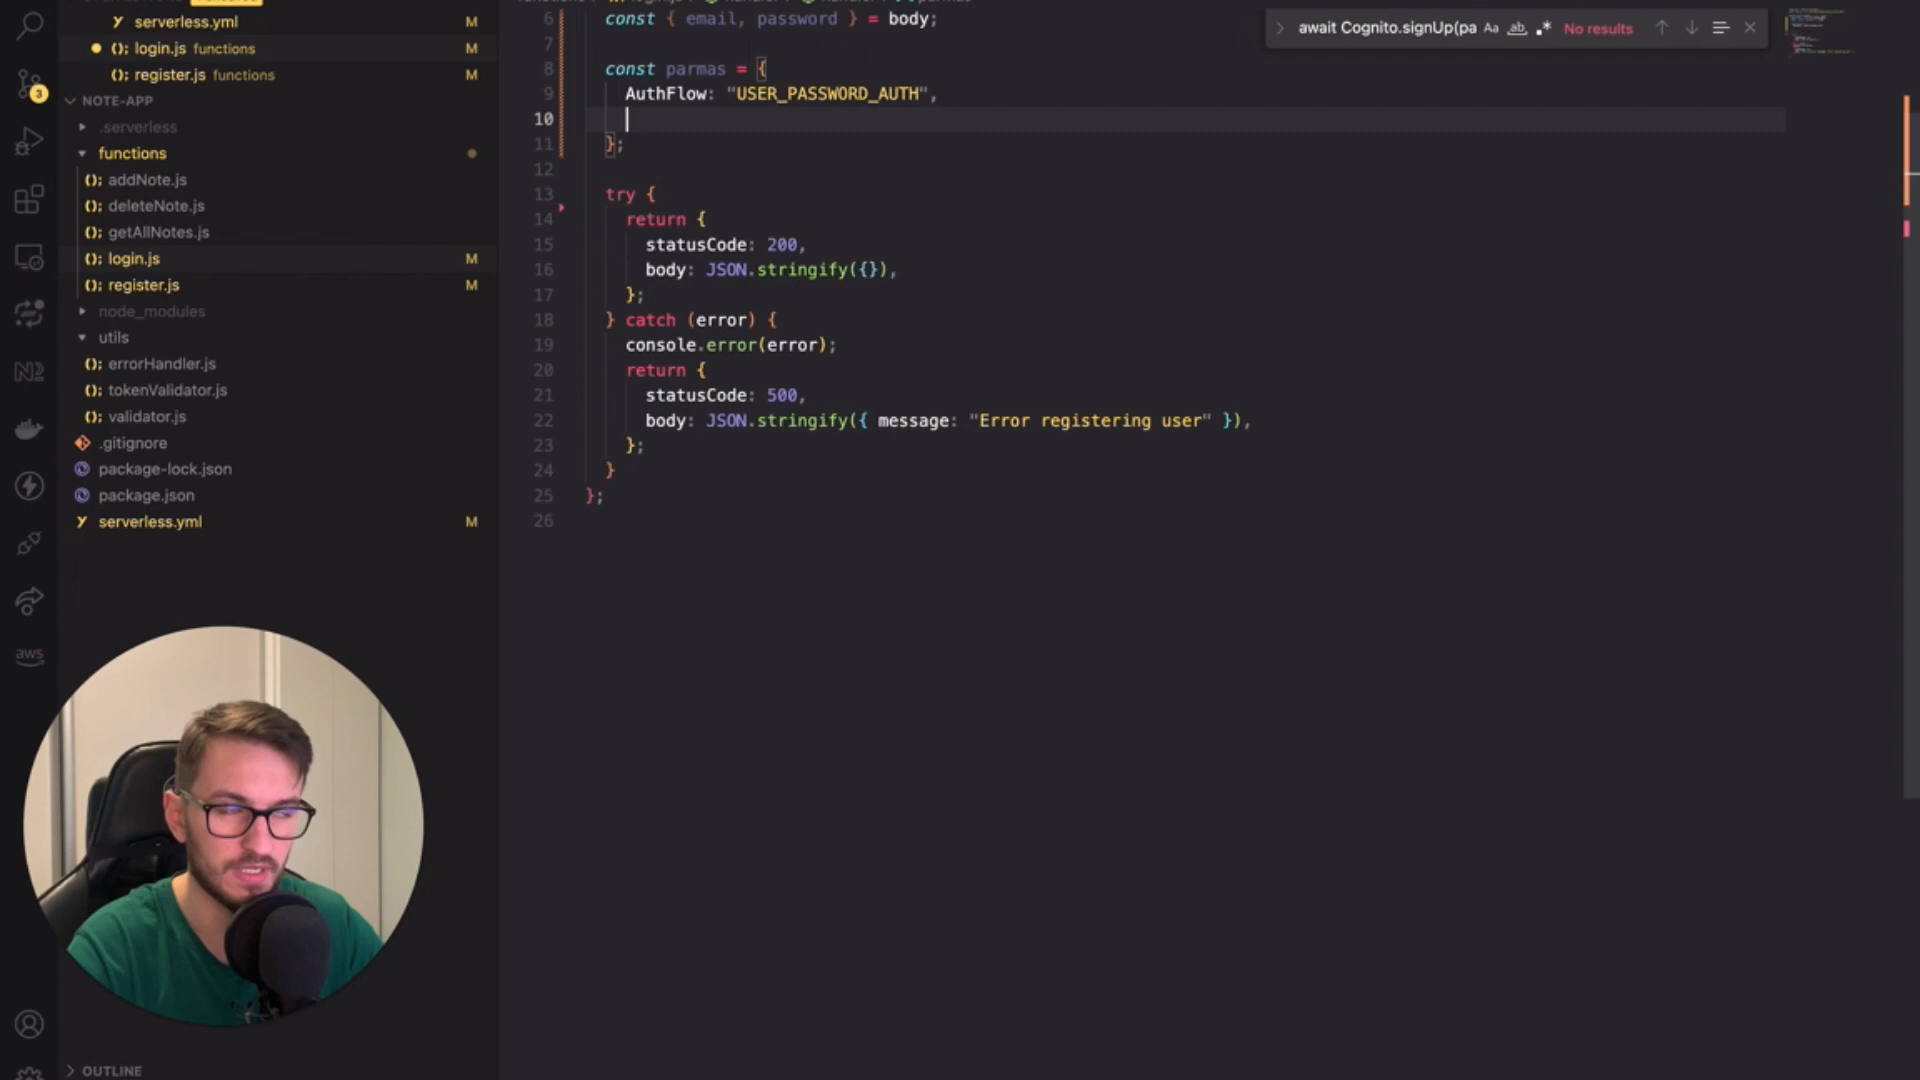 serverless.yml M
login.js functions M
register.js functions M
NOTE-APP
.serverless
functions
addNote.js
deleteNote.js
getAllNotes.js
login.js M
register.js M
node_modules
utils
errorHandler.js
tokenValidator.js
validator.js
.gitignore
package-lock.json
package.json
serverless.yml M
OUTLINE
3
aws
await Cognito.signUp(pa Aa ab No results
6 const { email, password } = body;
7
8 const parmas = {
9 AuthFlow: "USER_PASSWORD_AUTH",
10
11 };
12
13 try {
14 return {
15 statusCode: 200,
16 body: JSON.stringify({}),
17 };
18 } catch (error) {
19 console.error(error);
20 return {
21 statusCode: 500,
22 body: JSON.stringify({ message: "Error registering user" }),
23 };
24 }
25 };
26